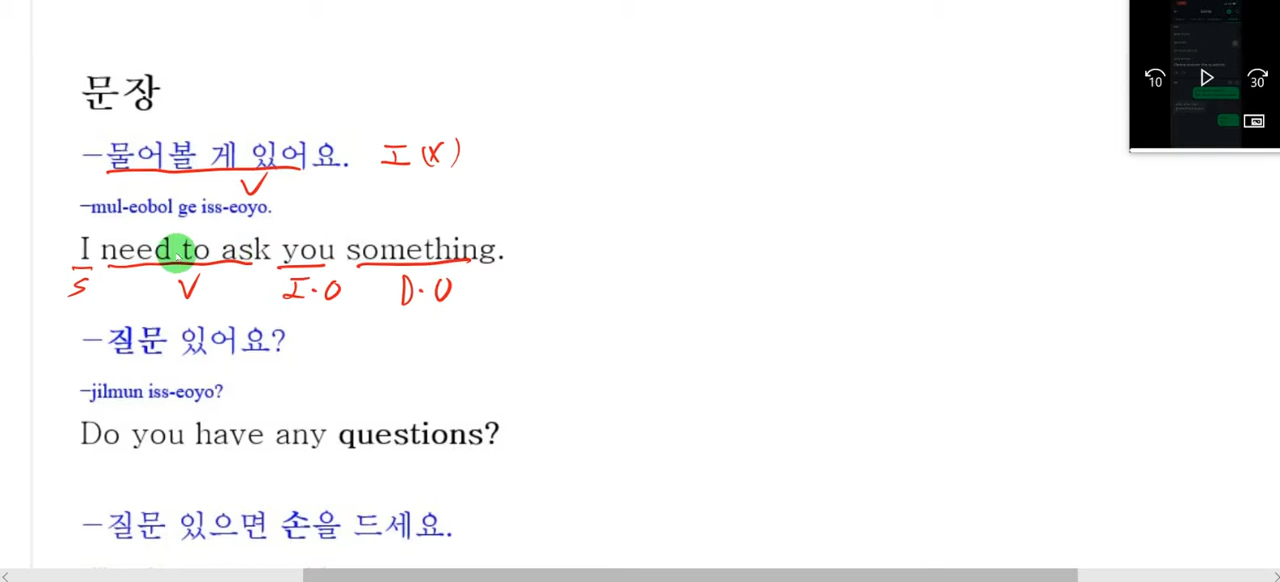 문장
－물어볼 게 있어요. I (X)
V
－mul-eobol ge iss-eoyo.
I need to ask you something.
S V I·O D·O
－질문 있어요?
－jilmun iss-eoyo?
Do you have any questions?
－질문 있으면 손을 드세요.
10 30